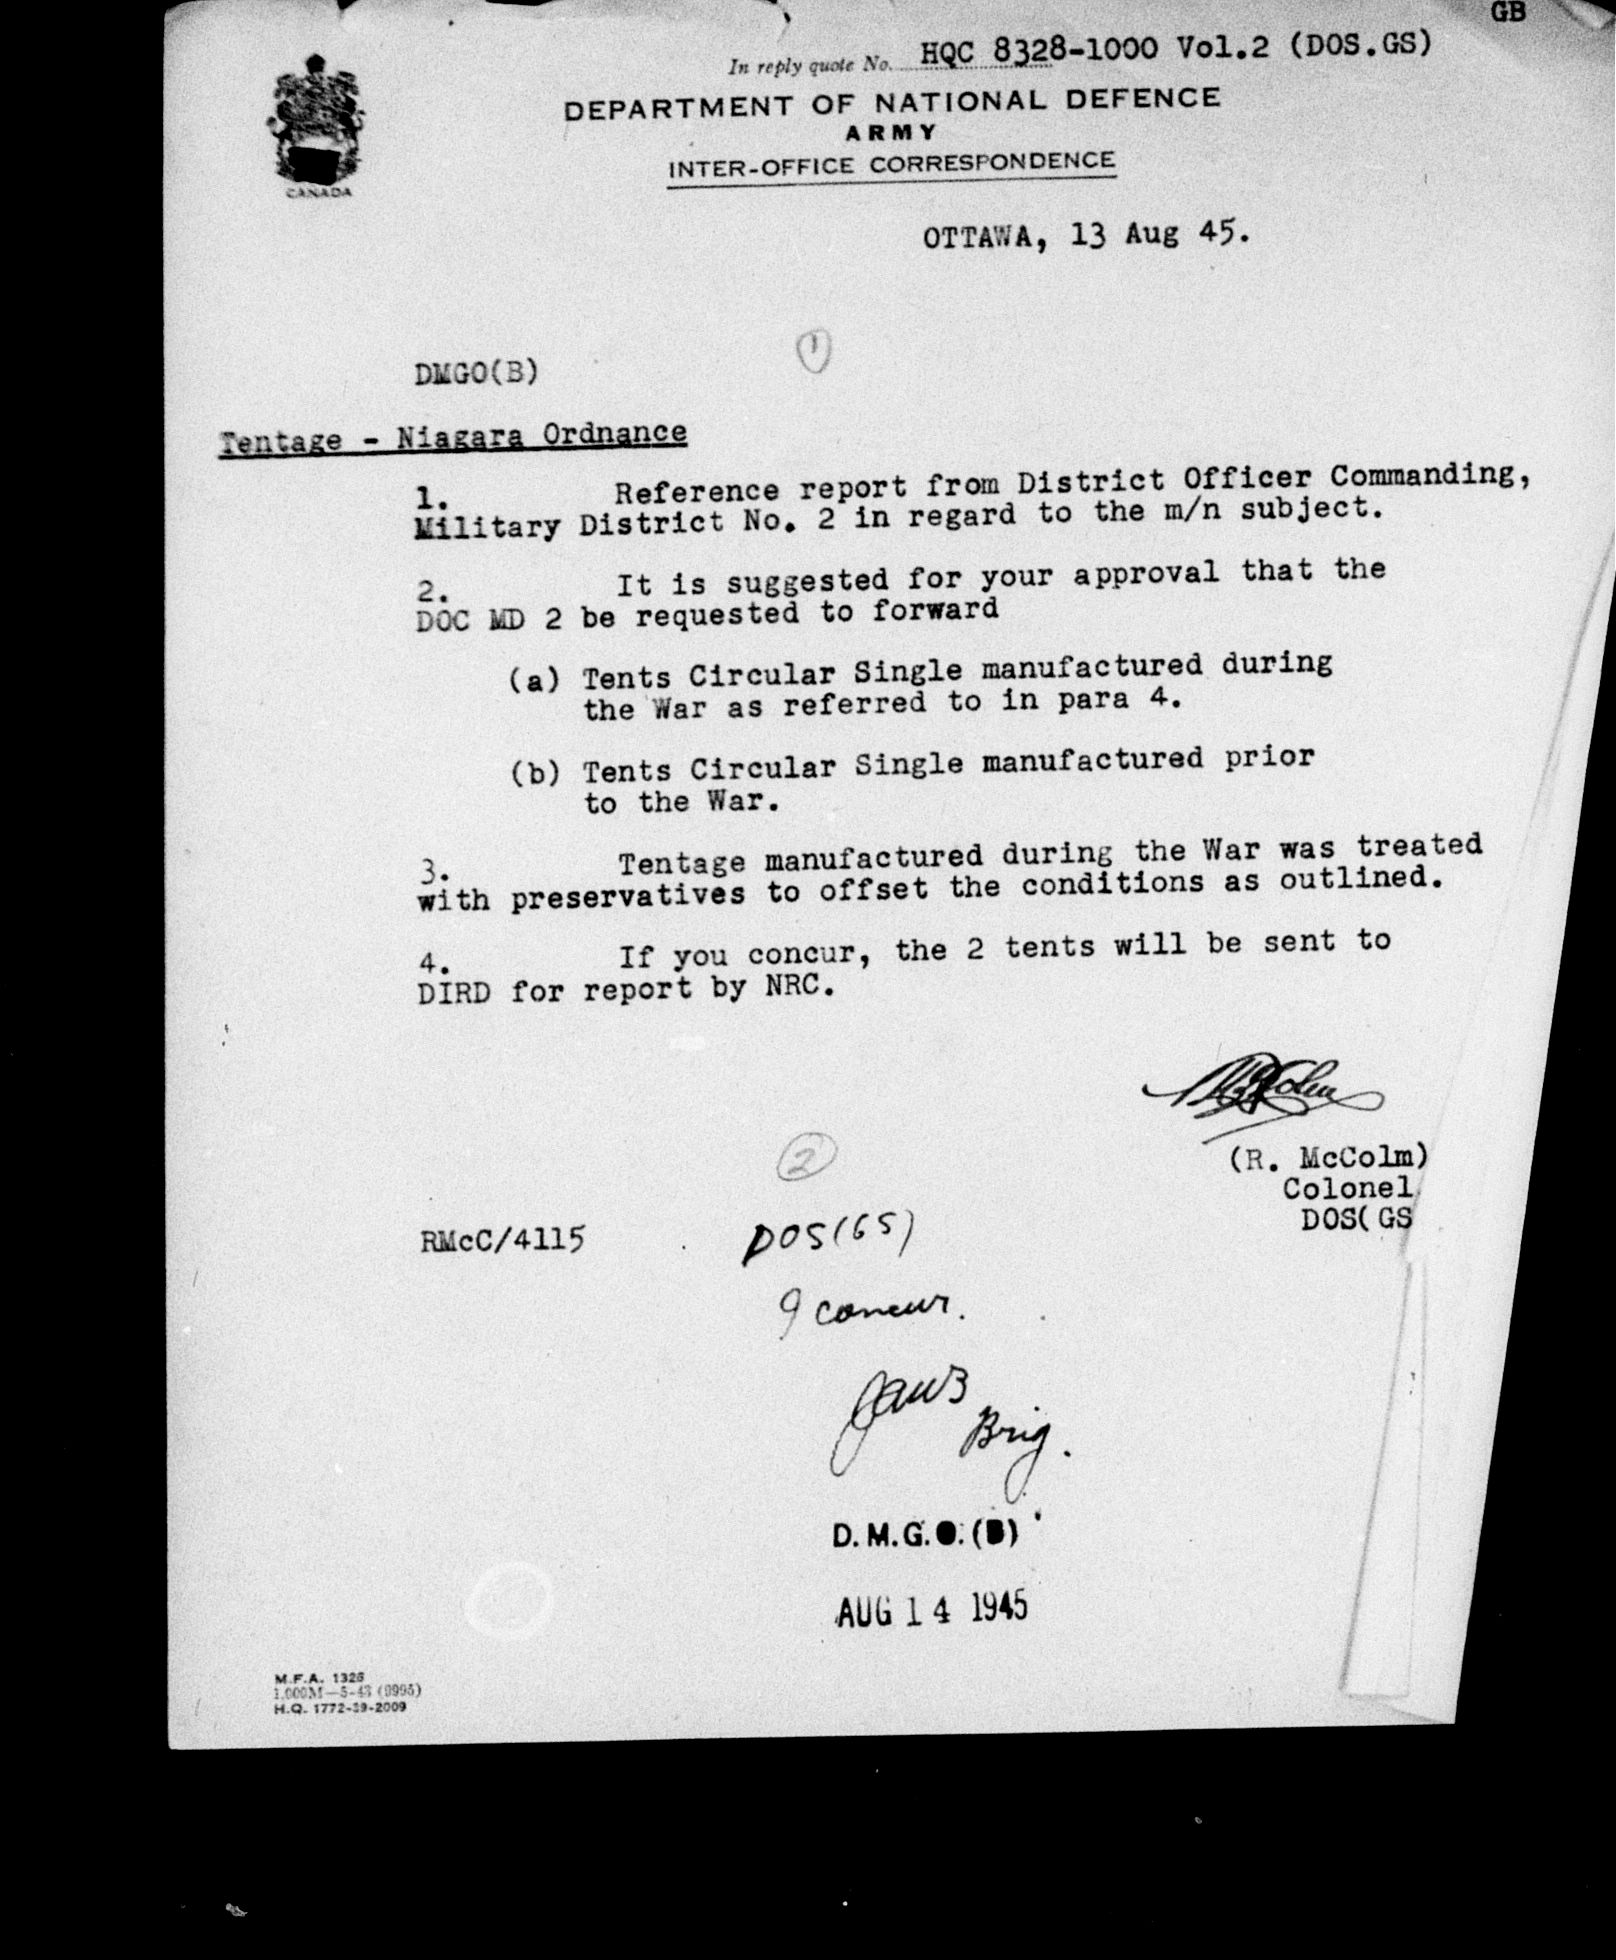 GB
In reply quote No. HQC 8328-1000 Vol.2 (DOS.GS)
DEPARTMENT OF NATIONAL DEFENCE
ARMY
INTER-OFFICE CORRESPONDENCE
CANADA
OTTAWA, 13 Aug 45.
1
DMGO(B)
Tentage - Niagara Ordnance
1. Reference report from District Officer Commanding,
Military District No. 2 in regard to the m/n subject.
2. It is suggested for your approval that the
DOC MD 2 be requested to forward
(a) Tents Circular Single manufactured during
the War as referred to in para 4.
(b) Tents Circular Single manufactured prior
to the War.
3. Tentage manufactured during the War was treated
with preservatives to offset the conditions as outlined.
4. If you concur, the 2 tents will be sent to
DIRD for report by NRC.
(R. McColm)
Colonel
DOS(GS
2
RMcC/4115
DOS(GS)
I concur.
Brig.
D.M.G.O.(B)
AUG 14 1945
M.F.A. 1326
1,000M—5-43 (9995)
H.Q. 1772-39-2009